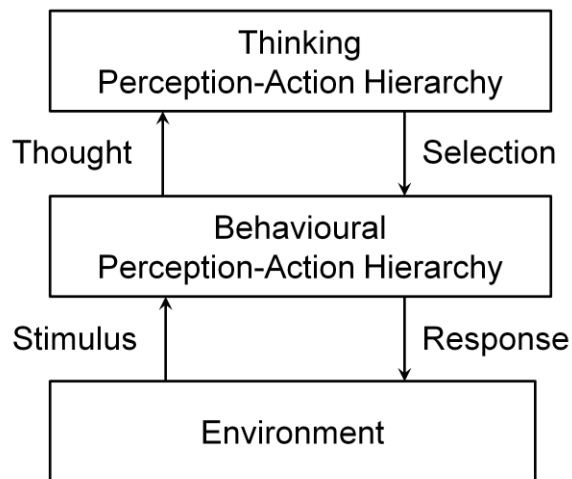 Thinking
Perception-Action Hierarchy
Thought
Selection
Behavioural
Perception-Action Hierarchy
Stimulus
Response
Environment